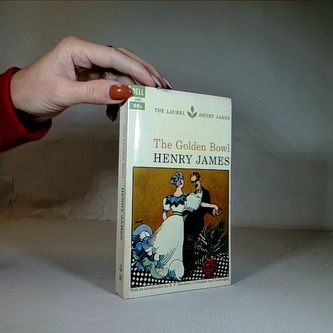 DELL
95c
THE LAUREL HENRY JAMES
The Golden Bowl
HENRY JAMES
The Golden Bowl
HENRY JAMES